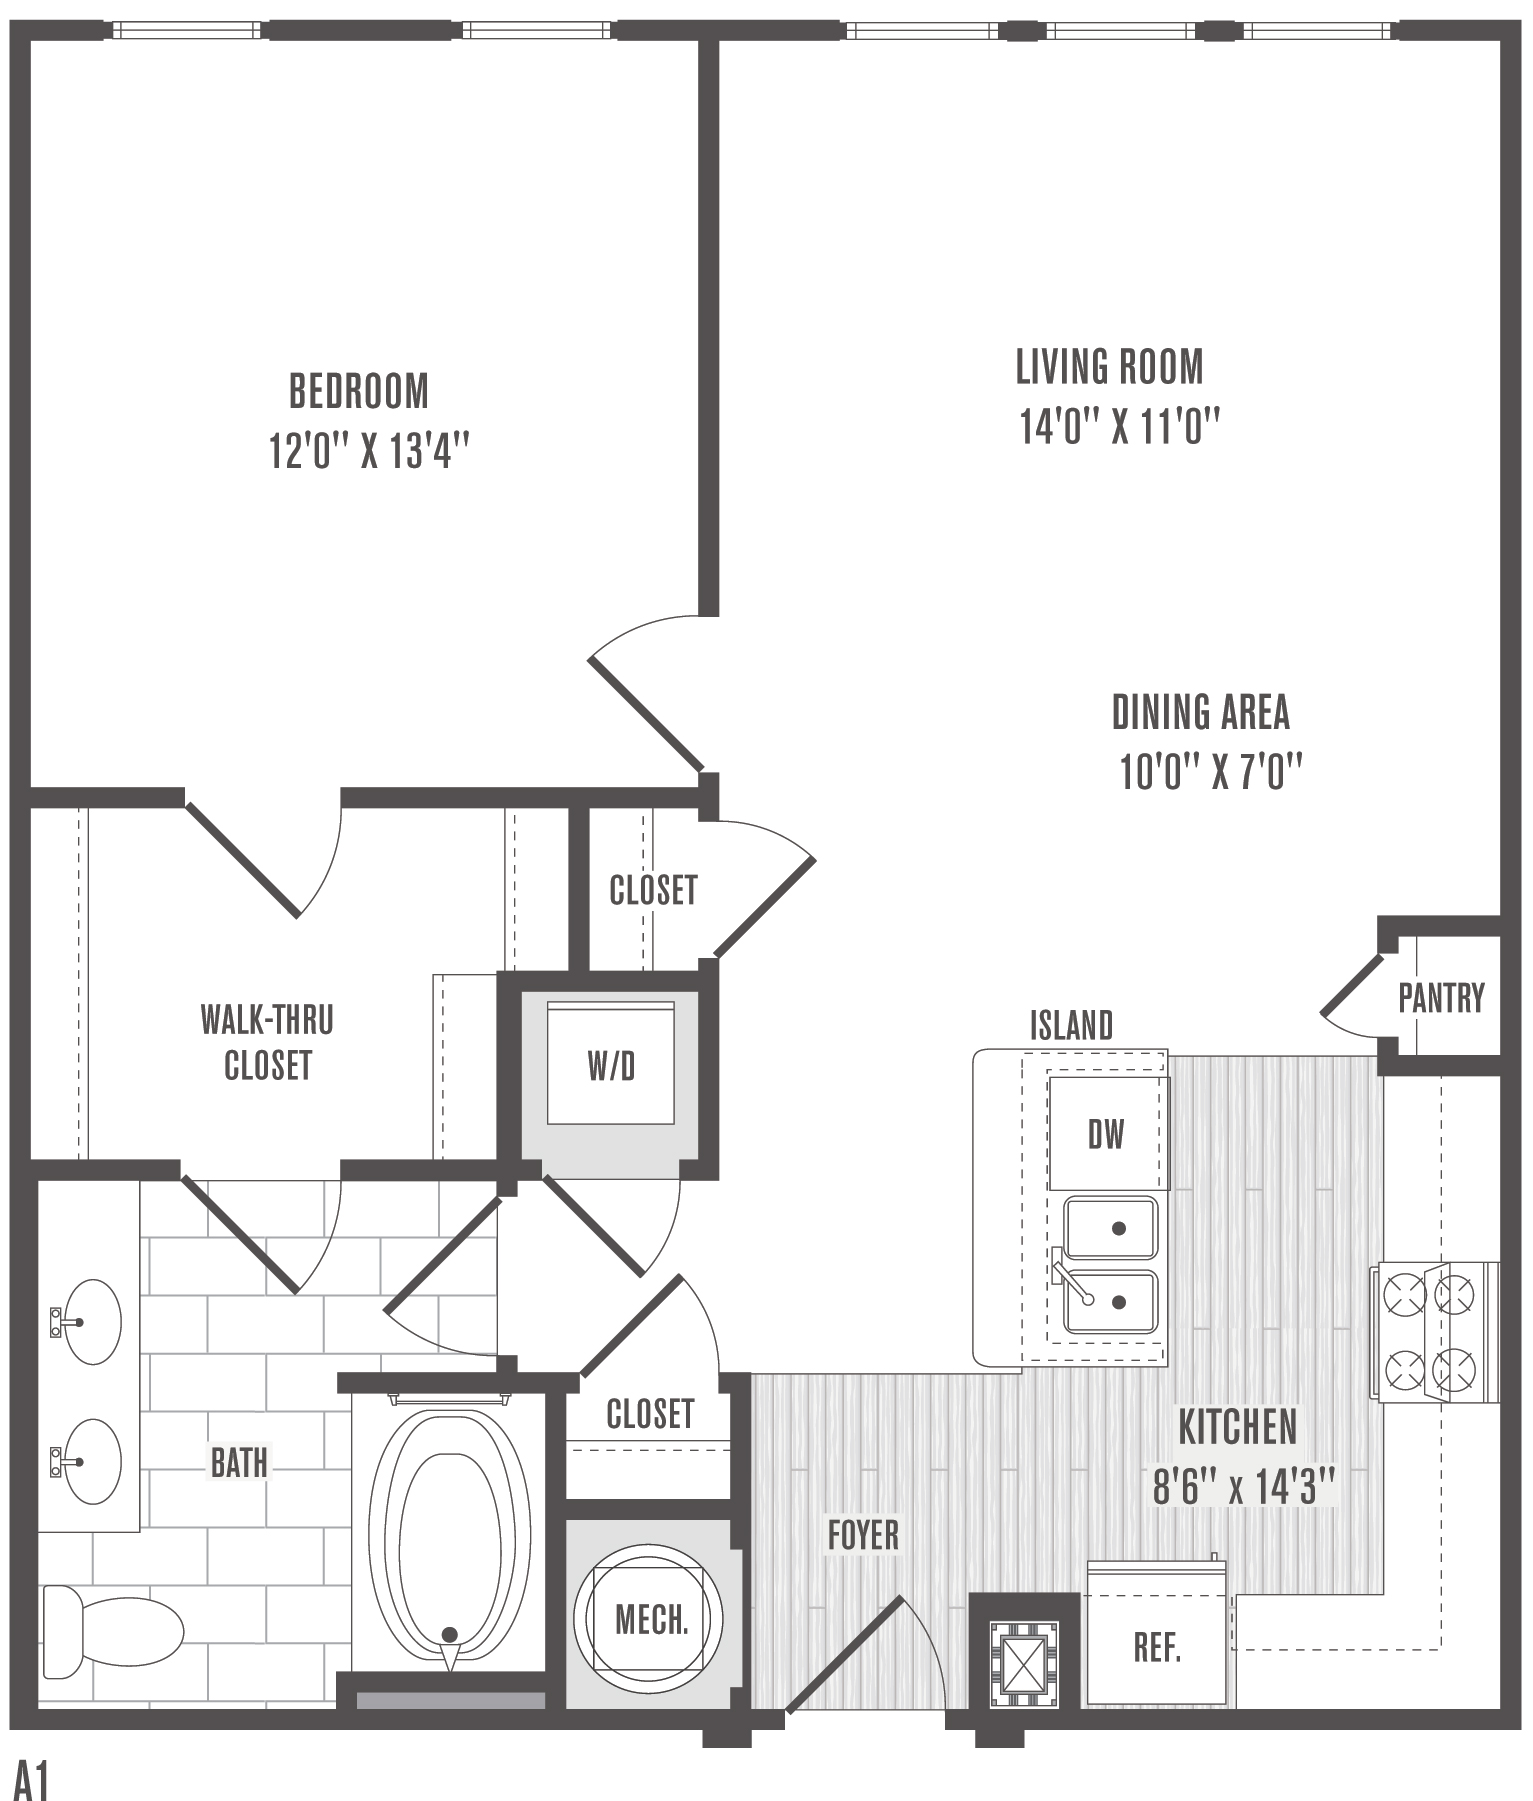 LIVING ROOM
14'0" X 11'0"
BEDROOM
12'0" X 13'4"
DINING AREA
10'0" X 7'0"
CLOSET
PANTRY
WALK-THRU
CLOSET
ISLAND
W/D
DW
CLOSET
KITCHEN
8'6" x 14'3"
BATH
FOYER
MECH.
REF.
A1